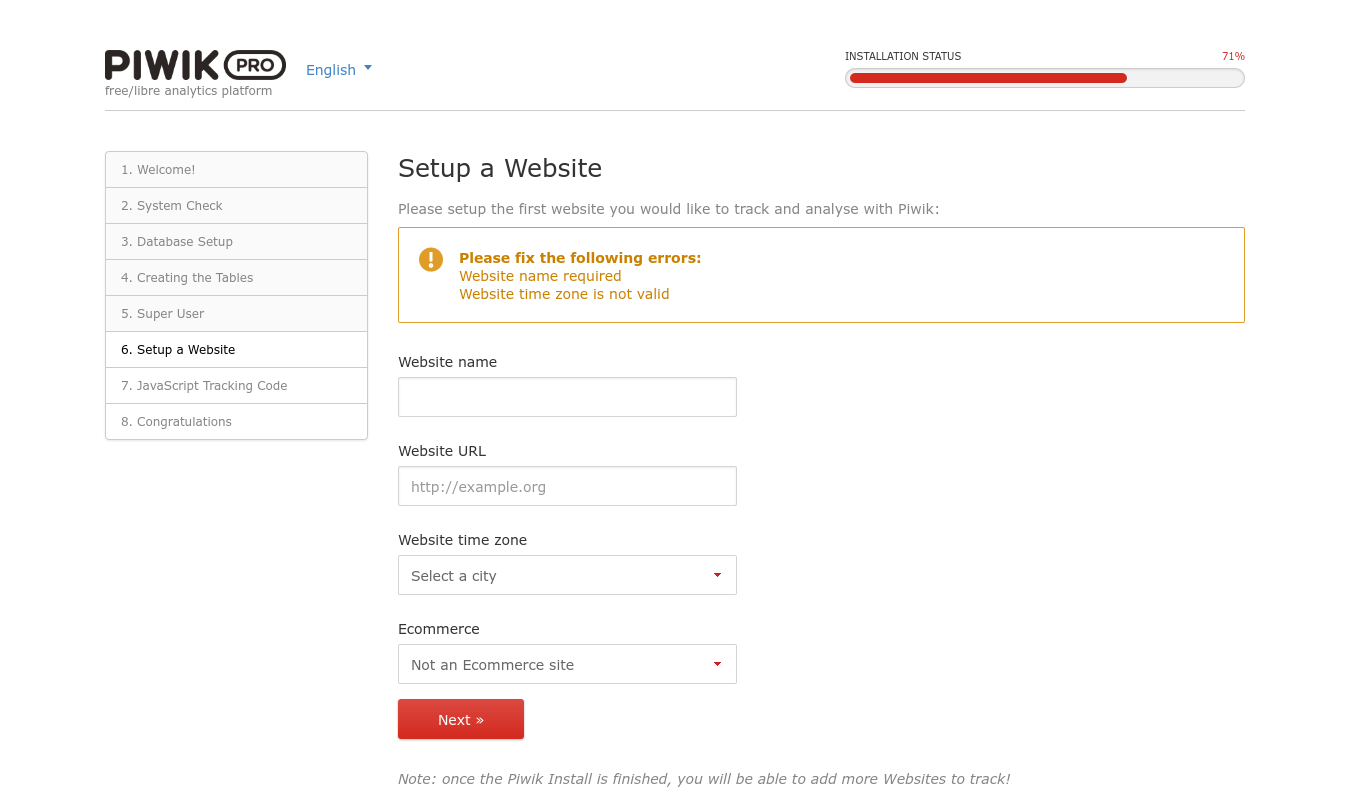 PIWIK PRO
free/libre analytics platform
English
INSTALLATION STATUS 71%
1. Welcome!
2. System Check
3. Database Setup
4. Creating the Tables
5. Super User
6. Setup a Website
7. JavaScript Tracking Code
8. Congratulations
Setup a Website
Please setup the first website you would like to track and analyse with Piwik:
Please fix the following errors:
Website name required
Website time zone is not valid
Website name
Website URL
http://example.org
Website time zone
Select a city
Ecommerce
Not an Ecommerce site
Next »
Note: once the Piwik Install is finished, you will be able to add more Websites to track!